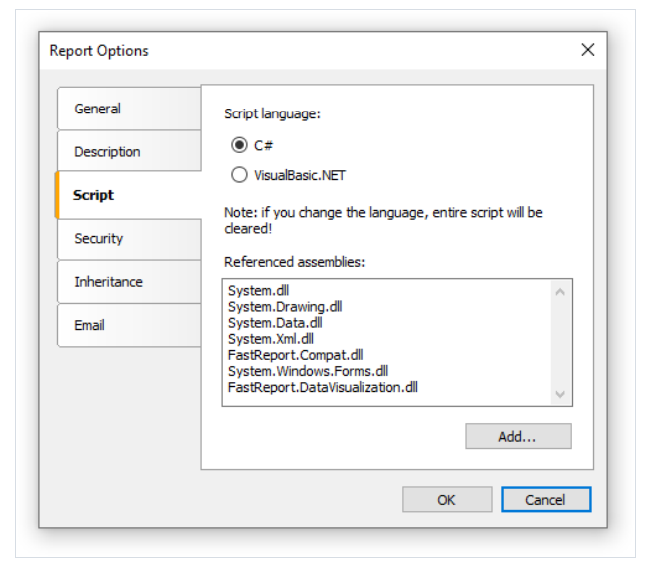 Report Options
General
Description
Script
Security
Inheritance
Email
Script language:
C#
VisualBasic.NET
Note: if you change the language, entire script will be
cleared!
Referenced assemblies:
System.dll
System.Drawing.dll
System.Data.dll
System.Xml.dll
FastReport.Compat.dll
System.Windows.Forms.dll
FastReport.DataVisualization.dll
Add...
OK
Cancel